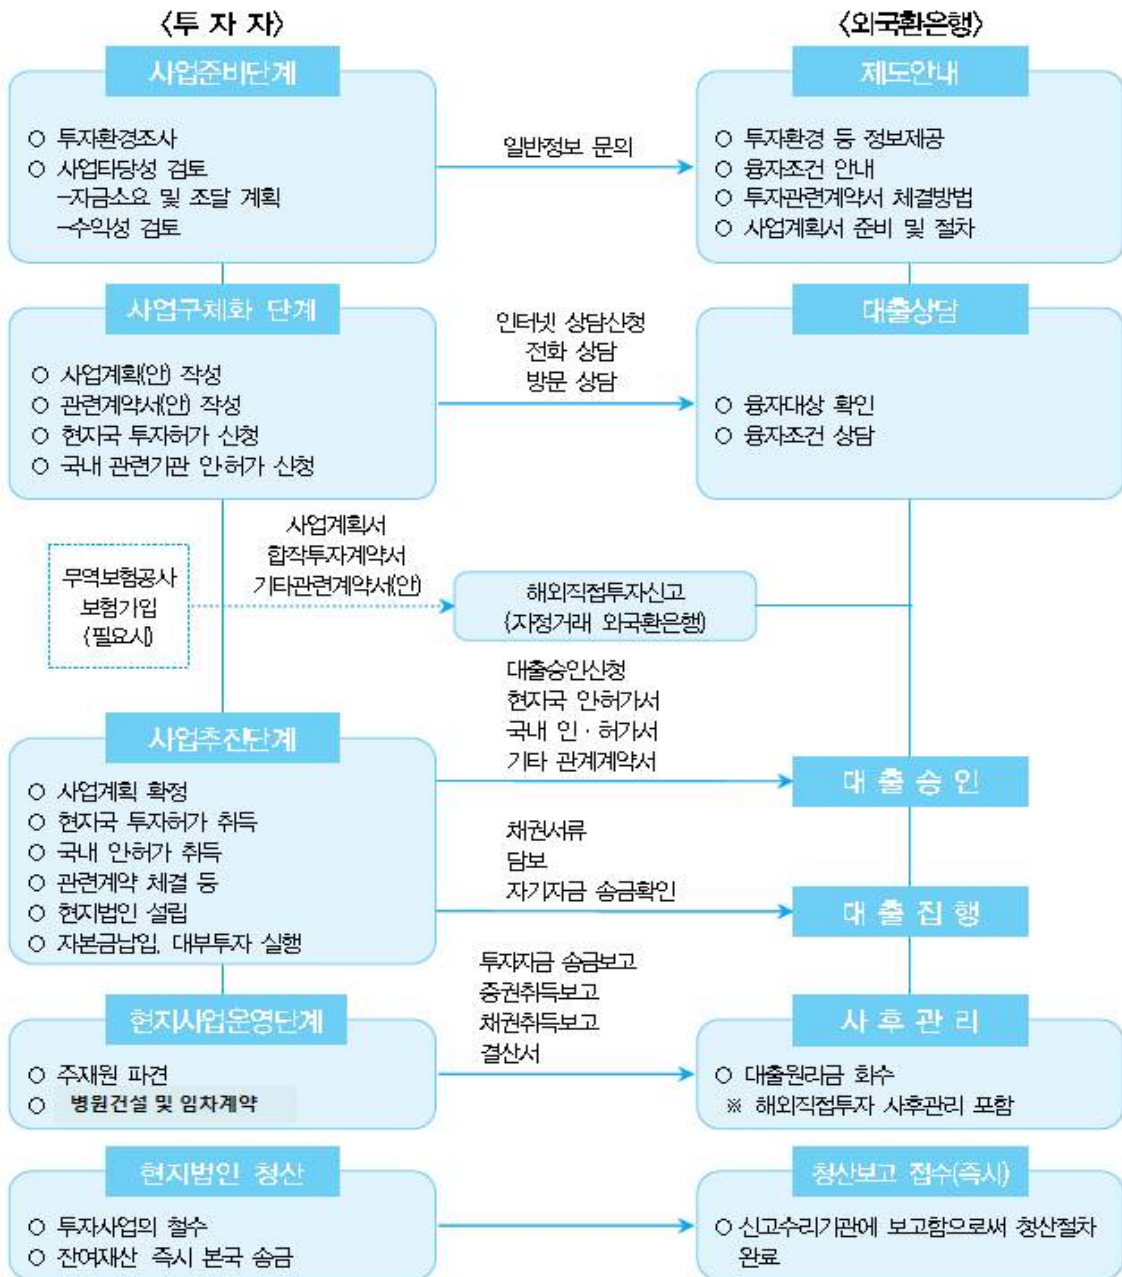 <투 자 자>
<외국환은행>
사업준비단계
○ 투자환경조사
○ 사업타당성 검토
-자금소요 및 조달 계획
-수익성 검토
일반정보 문의
제도안내
○ 투자환경 등 정보제공
○ 융자조건 안내
○ 투자관련계약서 체결방법
○ 사업계획서 준비 및 절차
사업구체화 단계
○ 사업계획(안) 작성
○ 관련계약서(안) 작성
○ 현지국 투자허가 신청
○ 국내 관련기관 안허가 신청
인터넷 상담신청
전화 상담
방문 상담
대출상담
○ 융자대상 확인
○ 융자조건 상담
무역보험공사
보험가입
(필요시)
사업계획서
합작투자계약서
기타관련계약서(안)
해외직접투자신고
(지정거래 외국환은행)
사업추진단계
○ 사업계획 확정
○ 현지국 투자허가 취득
○ 국내 안허가 취득
○ 관련계약 체결 등
○ 현지법인 설립
○ 자본금납입, 대부투자 실행
대출승인신청
현지국 안허가서
국내 인·허가서
기타 관계계약서
대 출 승 인
채권서류
담보
자기자금 송금확인
대 출 집 행
현지사업운영단계
○ 주재원 파견
○ 병원건설 및 임차계약
투자자금 송금보고
증권취득보고
채권취득보고
결산서
사 후 관 리
○ 대출원리금 회수
※ 해외직접투자 사후관리 포함
현지법인 청산
○ 투자사업의 철수
○ 잔여재산 즉시 본국 송금
청산보고 접수(즉시)
○ 신고수리기관에 보고함으로써 청산절차
완료